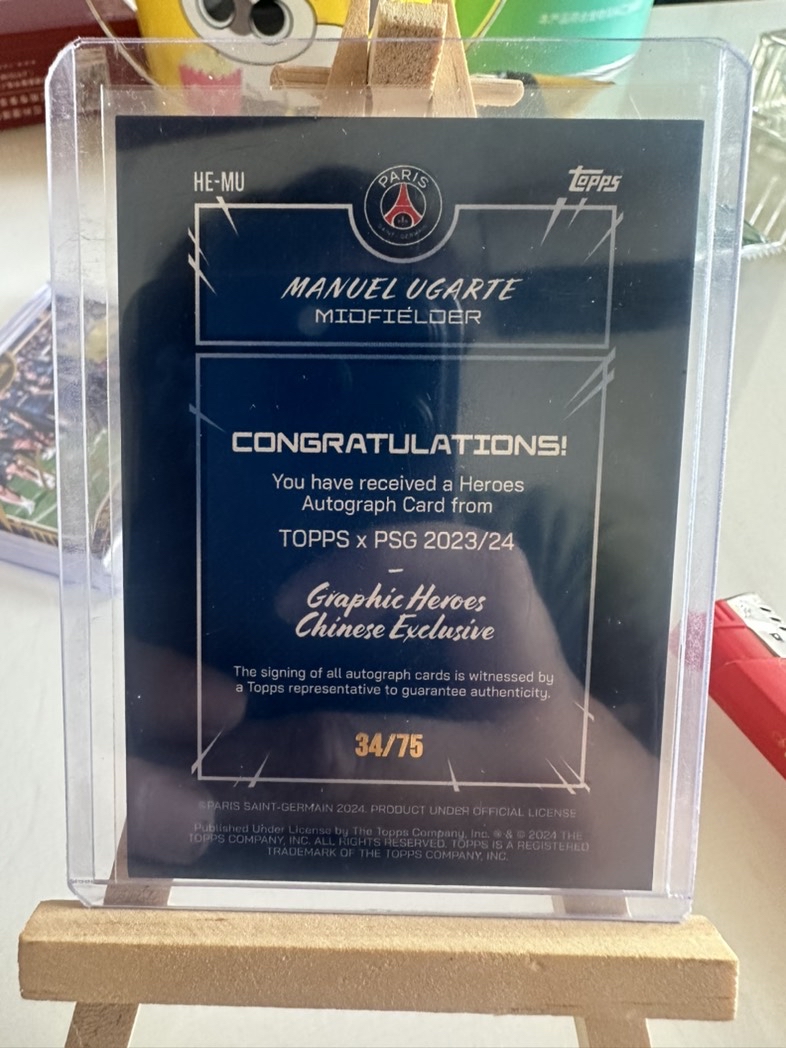 HE-MU
PARIS
SAINT-GERMAIN
topps
MANUEL UGARTE
MIDFIELDER
CONGRATULATIONS!
You have received a Heroes
Autograph Card from
TOPPS x PSG 2023/24
–
Graphic Heroes
Chinese Exclusive
The signing of all autograph cards is witnessed by
a Topps representative to guarantee authenticity.
34/75
©PARIS SAINT-GERMAIN 2024. PRODUCT UNDER OFFICIAL LICENSE
Published Under License by The Topps Company, Inc. ® & © 2024 THE
TOPPS COMPANY, INC. ALL RIGHTS RESERVED. TOPPS IS A REGISTERED
TRADEMARK OF THE TOPPS COMPANY, INC.